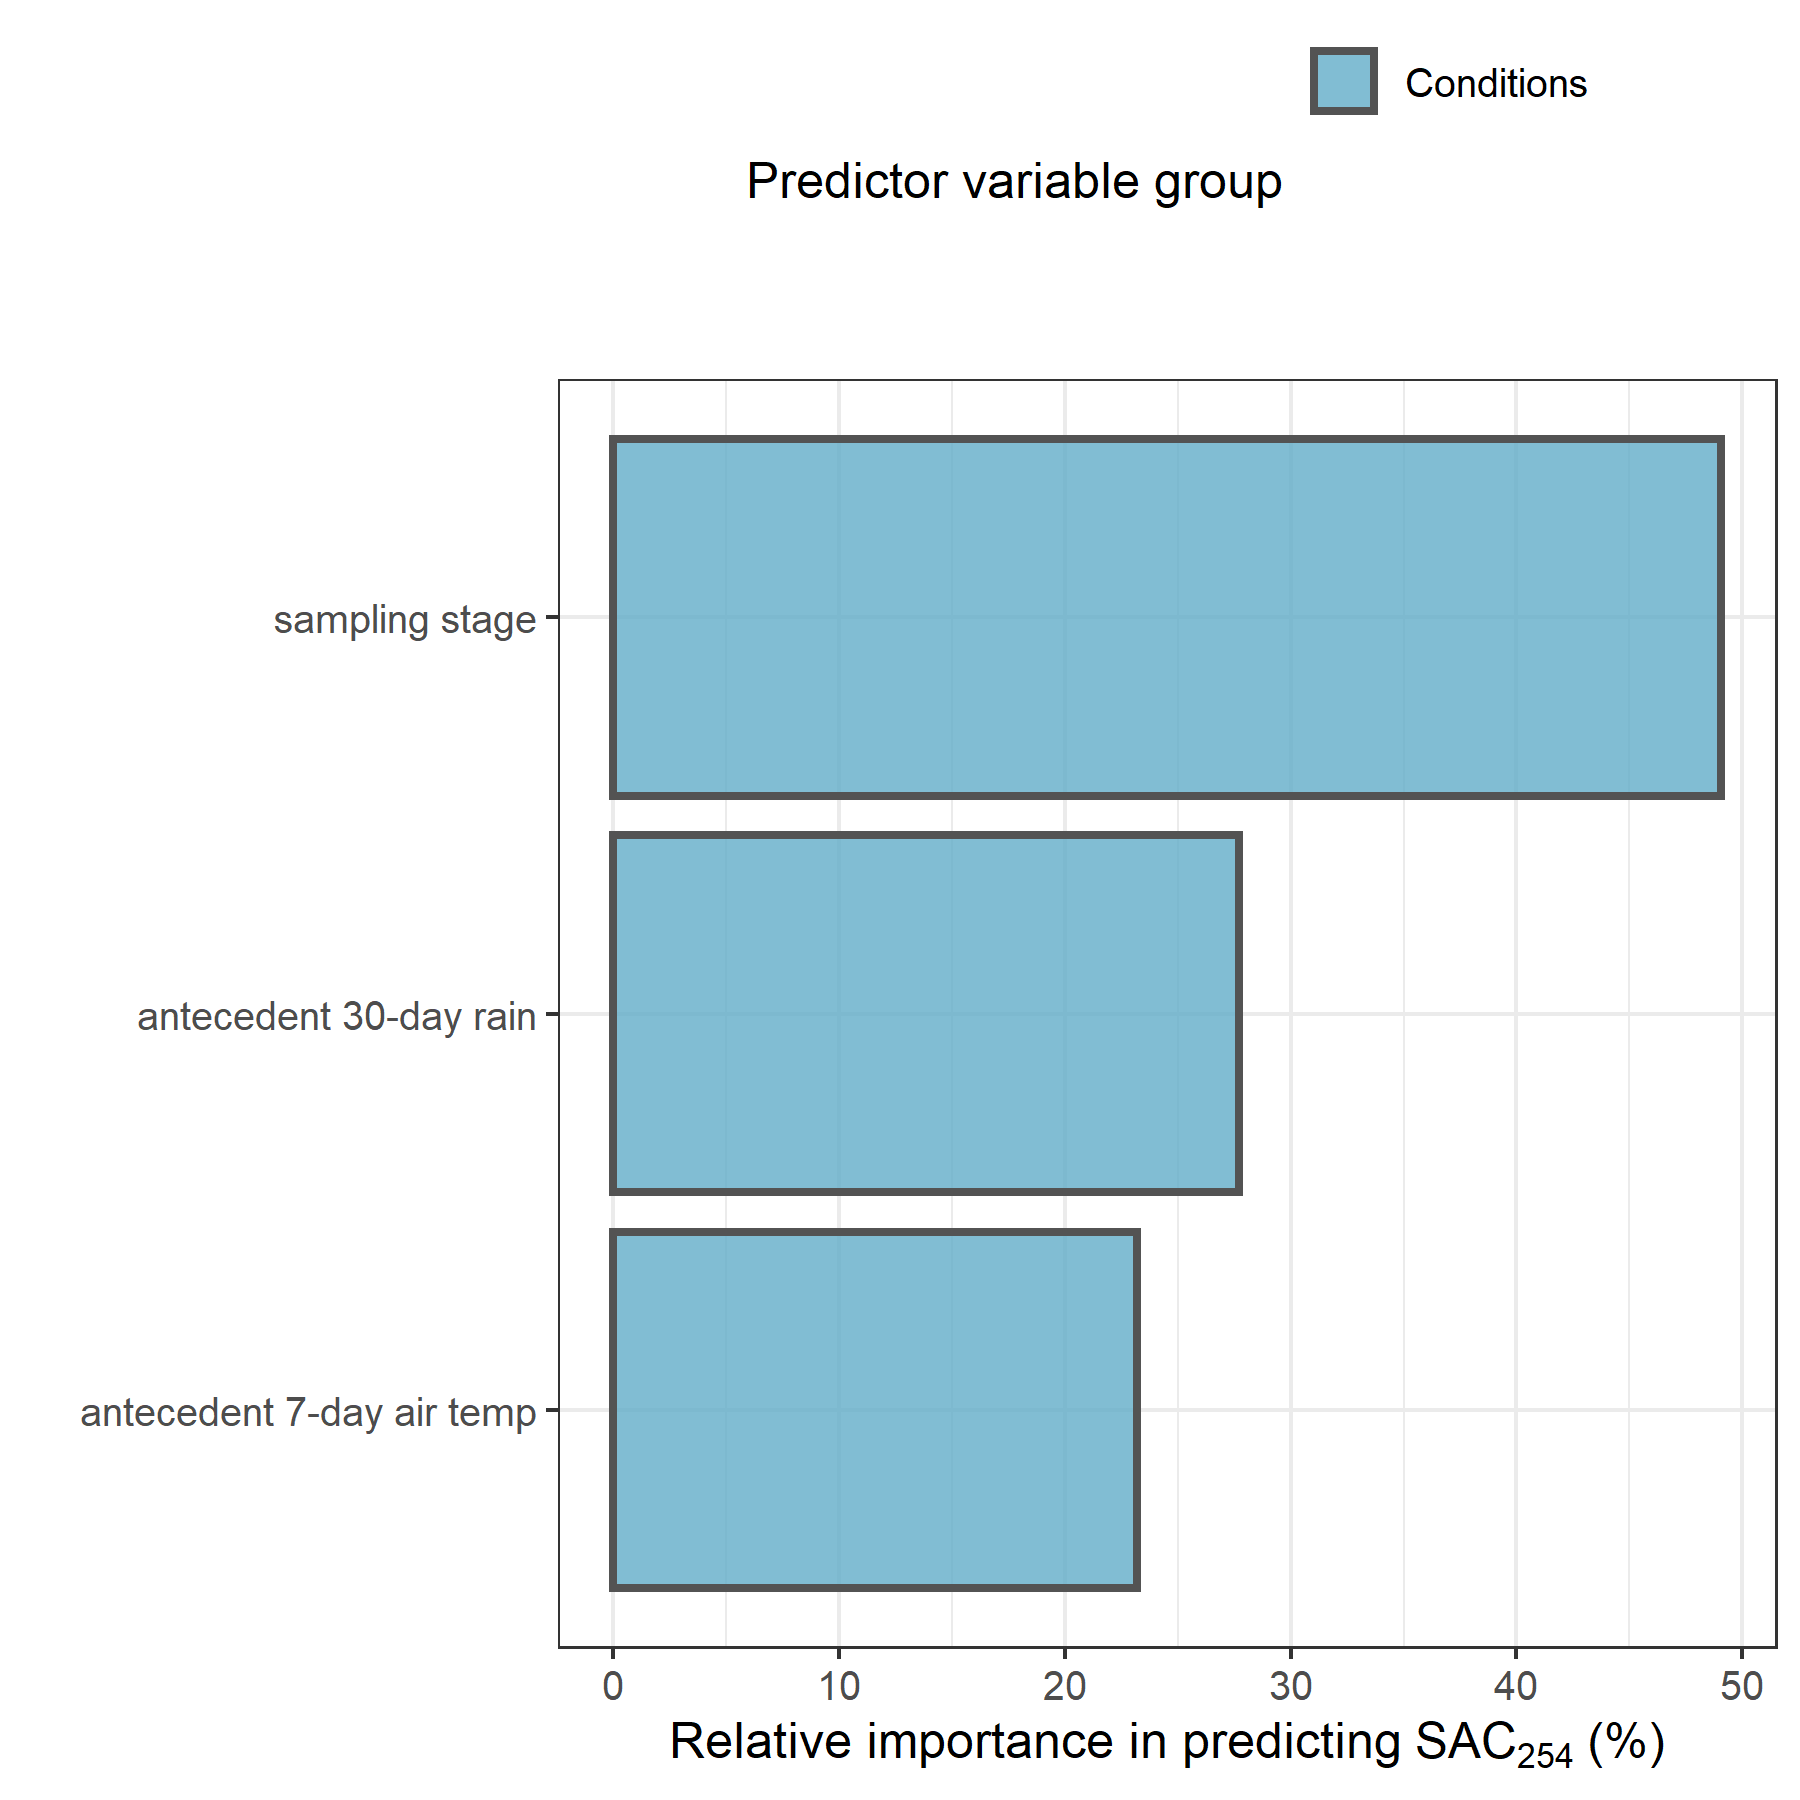 Conditions
Predictor variable group
sampling stage
antecedent 30-day rain
antecedent 7-day air temp
0 10 20 30 40 50
Relative importance in predicting SAC₂₅₄ (%)